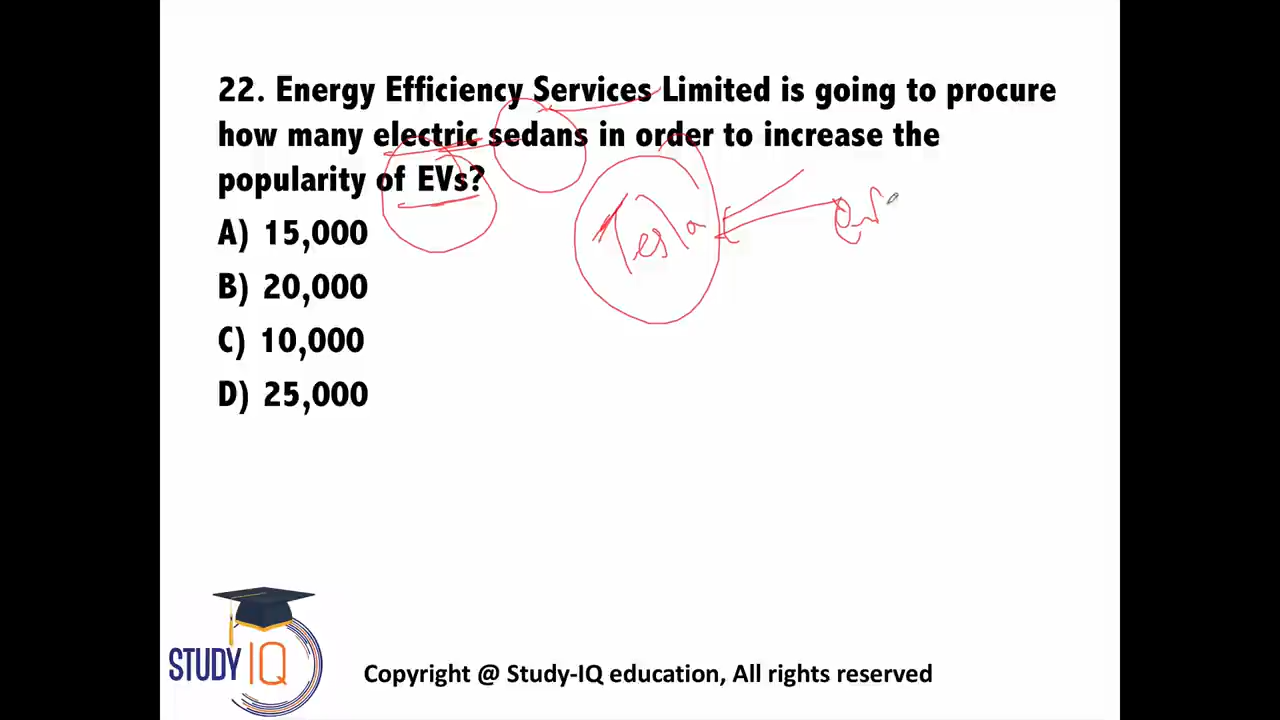 22. Energy Efficiency Services Limited is going to procure
how many electric sedans in order to increase the
popularity of EVs?
Tesla
A) 15,000
B) 20,000
C) 10,000
D) 25,000
STUDY IQ
Copyright @ Study-IQ education, All rights reserved